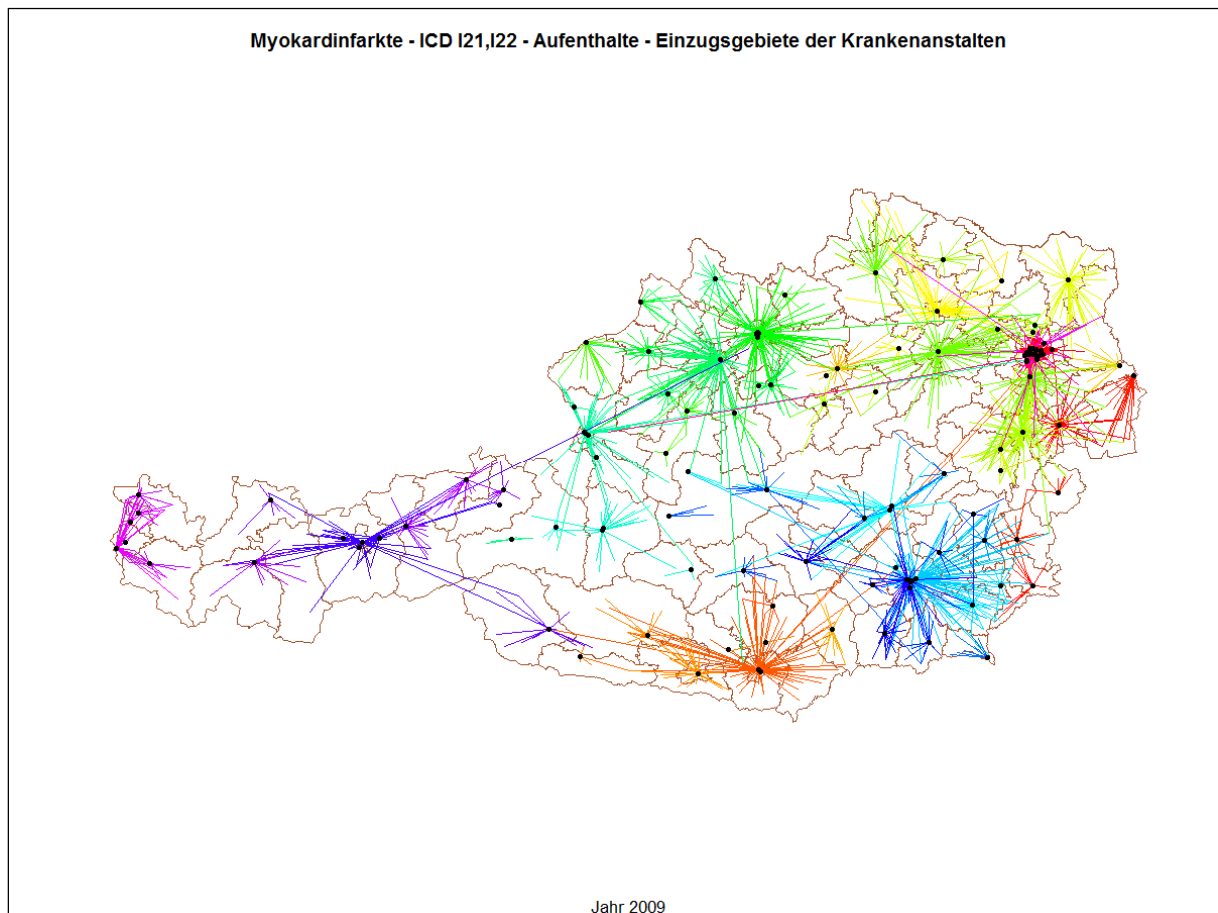 Myokardinfarkte - ICD I21,I22 - Aufenthalte - Einzugsgebiete der Krankenanstalten
Jahr 2009